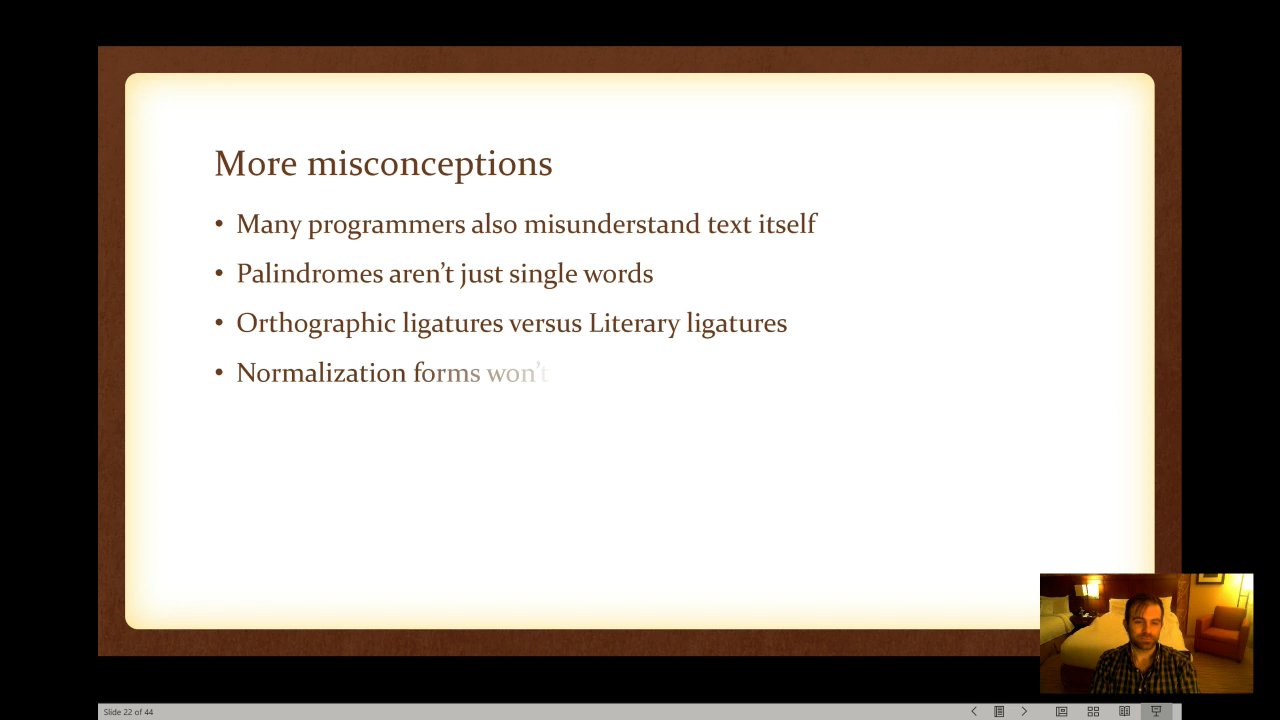 More misconceptions
• Many programmers also misunderstand text itself
• Palindromes aren’t just single words
• Orthographic ligatures versus Literary ligatures
• Normalization forms won’t
Slide 22 of 44